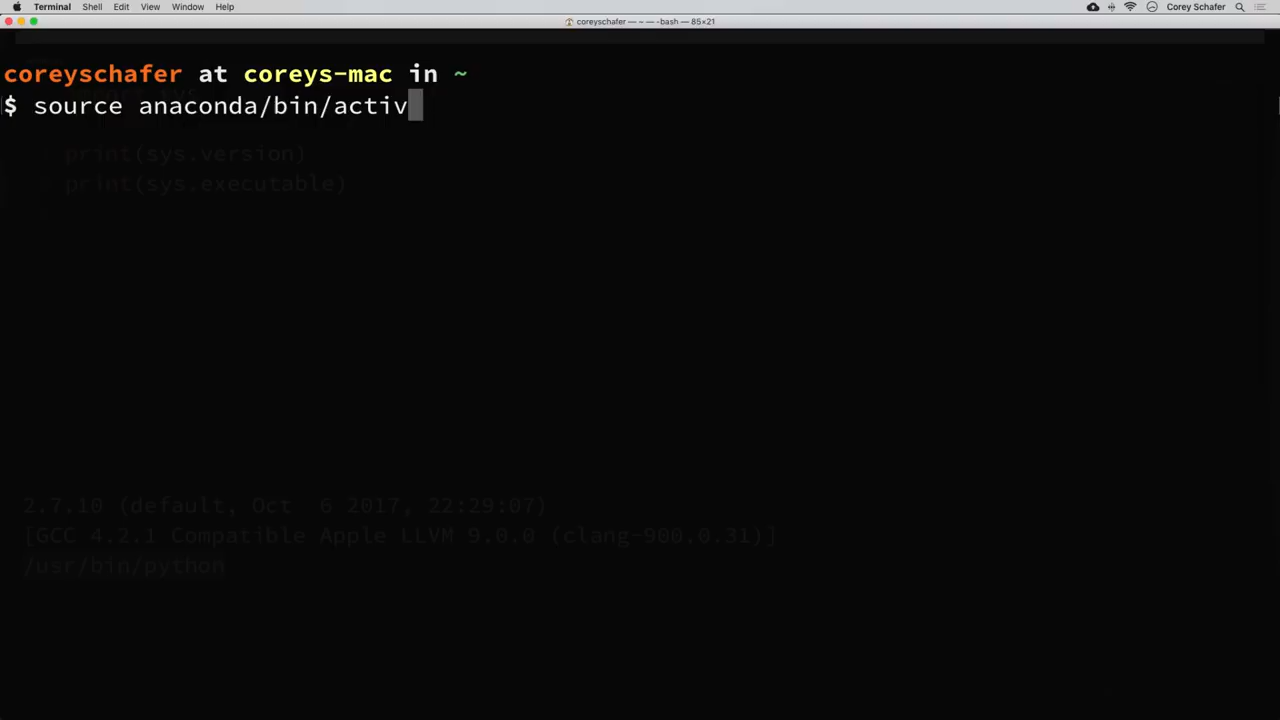 Terminal Shell Edit View Window Help Corey Schafer
coreyschafer — ~ — -bash — 85×21
coreyschafer at coreys-mac in ~
$ source anaconda/bin/activ
print(sys.version)
print(sys.executable)
2.7.10 (default, Oct 6 2017, 22:29:07)
[GCC 4.2.1 Compatible Apple LLVM 9.0.0 (clang-900.0.31)]
/usr/bin/python